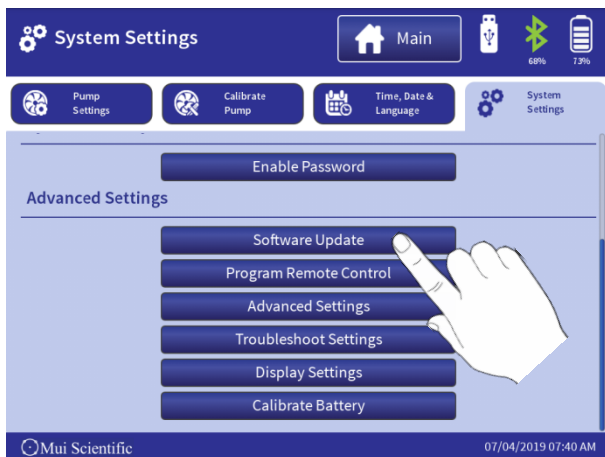 System Settings
Main
68%
73%
Pump
Settings
Calibrate
Pump
Time, Date &
Language
System
Settings
Enable Password
Advanced Settings
Software Update
Program Remote Control
Advanced Settings
Troubleshoot Settings
Display Settings
Calibrate Battery
Mui Scientific
07/04/2019 07:40 AM